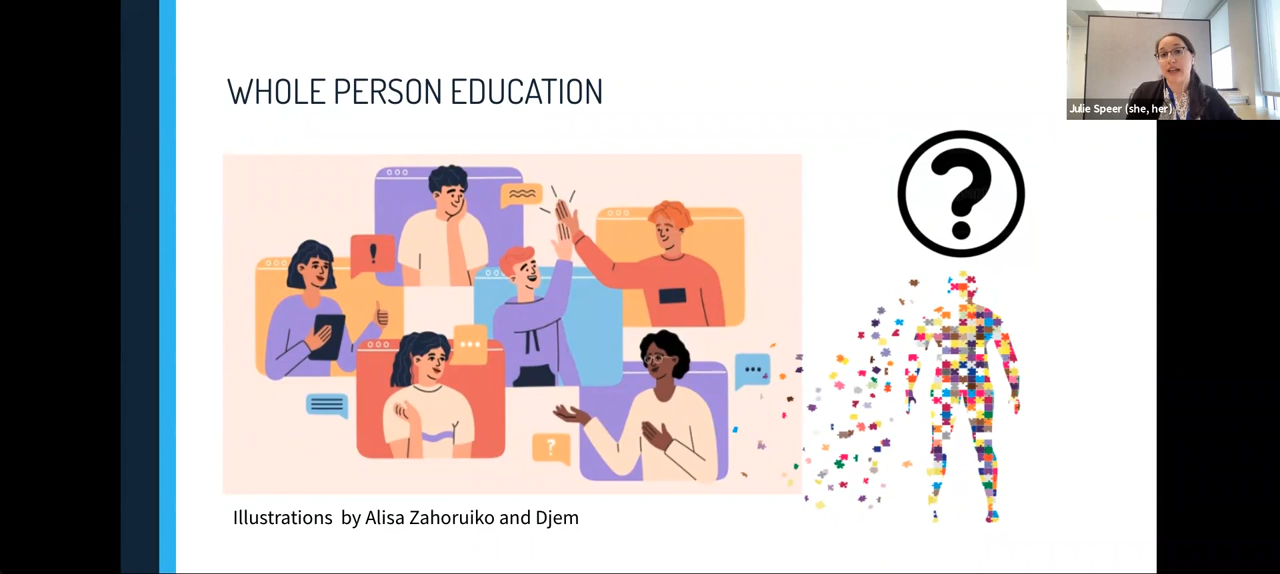 WHOLE PERSON EDUCATION
Julie Speer (she, her)
!
?
?
Illustrations by Alisa Zahoruiko and Djem